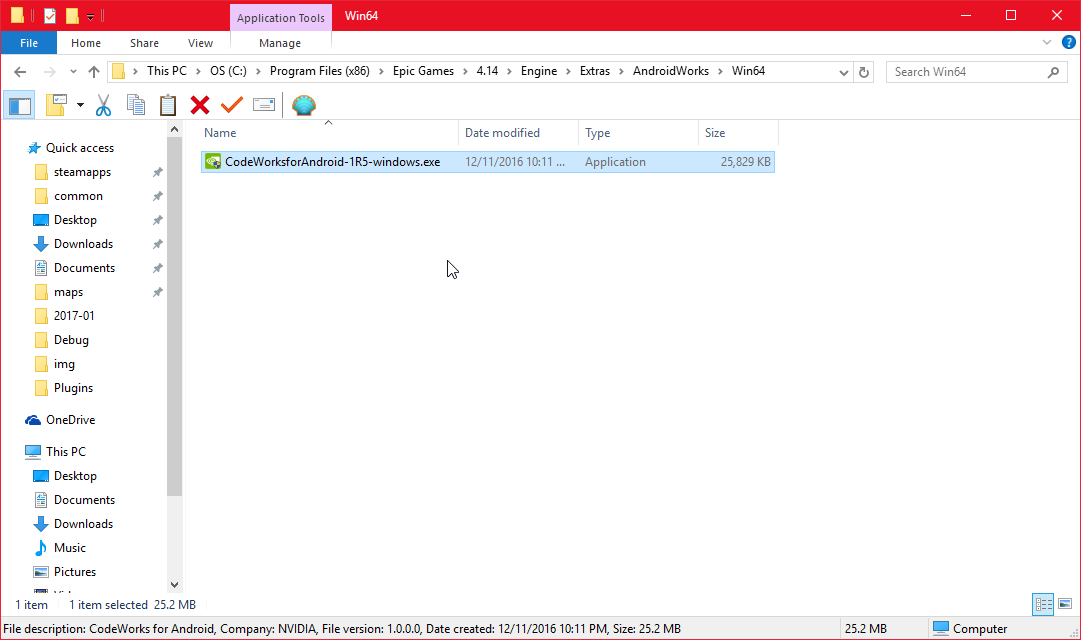 Application Tools Win64
File Home Share View Manage
This PC > OS (C:) > Program Files (x86) > Epic Games > 4.14 > Engine > Extras > AndroidWorks > Win64
Search Win64
Name Date modified Type Size
CodeWorksforAndroid-1R5-windows.exe 12/11/2016 10:11 ... Application 25,829 KB
Quick access
steamapps
common
Desktop
Downloads
Documents
maps
2017-01
Debug
img
Plugins
OneDrive
This PC
Desktop
Documents
Downloads
Music
Pictures
1 item 1 item selected 25.2 MB
File description: CodeWorks for Android, Company: NVIDIA, File version: 1.0.0.0, Date created: 12/11/2016 10:11 PM, Size: 25.2 MB 25.2 MB Computer